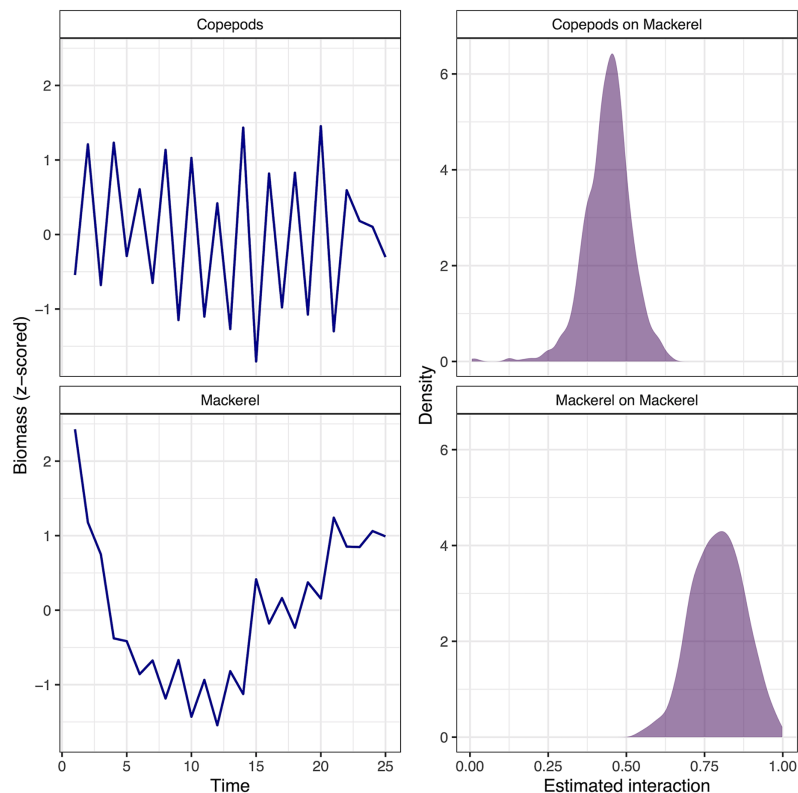 Copepods
Copepods on Mackerel
2
1
0
−1
6
4
2
0
Biomass (z−scored)
Density
Mackerel
Mackerel on Mackerel
2
1
0
−1
6
4
2
0
0 5 10 15 20 25
0.00 0.25 0.50 0.75 1.00
Time
Estimated interaction